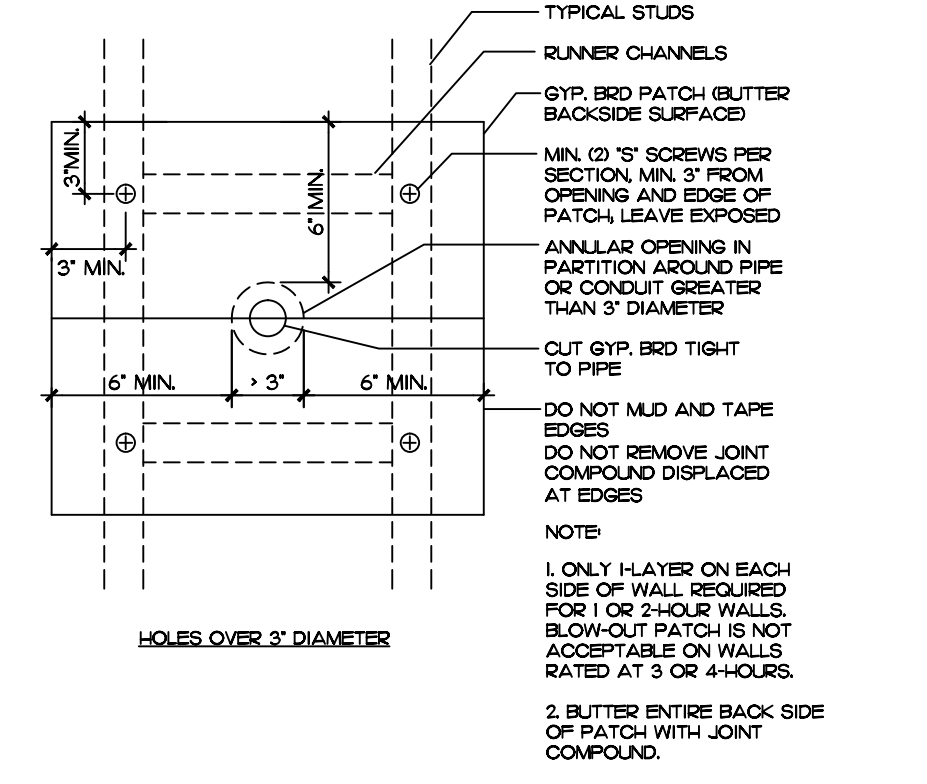 TYPICAL STUDS
RUNNER CHANNELS
GYP. BRD PATCH (BUTTER
BACKSIDE SURFACE)
MIN. (2) "S" SCREWS PER
SECTION, MIN. 3" FROM
OPENING AND EDGE OF
PATCH; LEAVE EXPOSED
ANNULAR OPENING IN
PARTITION AROUND PIPE
OR CONDUIT GREATER
THAN 3" DIAMETER
CUT GYP. BRD TIGHT
TO PIPE
DO NOT MUD AND TAPE
EDGES
DO NOT REMOVE JOINT
COMPOUND DISPLACED
AT EDGES
3"MIN.
6" MIN.
3" MIN.
6" MIN.
> 3"
6" MIN.
HOLES OVER 3" DIAMETER
NOTE:
1. ONLY 1-LAYER ON EACH
SIDE OF WALL REQUIRED
FOR 1 OR 2-HOUR WALLS.
BLOW-OUT PATCH IS NOT
ACCEPTABLE ON WALLS
RATED AT 3 OR 4-HOURS.
2. BUTTER ENTIRE BACK SIDE
OF PATCH WITH JOINT
COMPOUND.